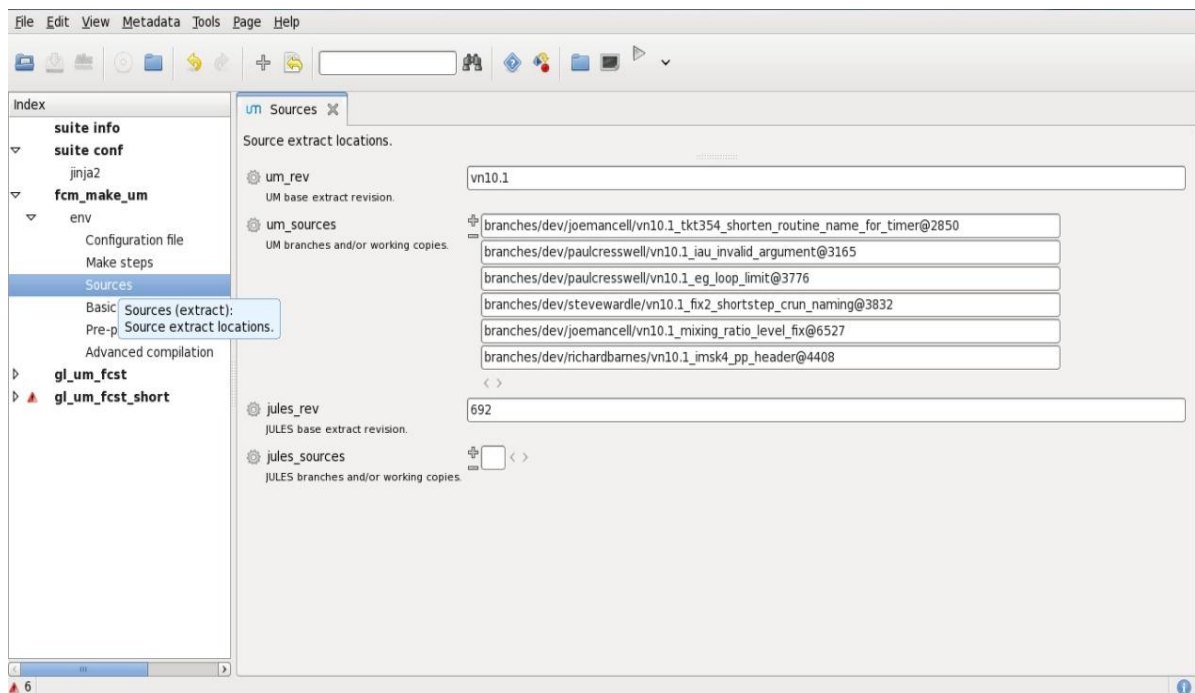 File Edit View Metadata Tools Page Help
Index
suite info
suite conf
jinja2
fcm_make_um
env
Configuration file
Make steps
Sources
Basic
Pre-p
Advanced compilation
gl_um_fcst
gl_um_fcst_short
Sources (extract):
Source extract locations.
um Sources
Source extract locations.
um_rev
vn10.1
UM base extract revision.
um_sources
UM branches and/or working copies.
branches/dev/joemancell/vn10.1_tkt354_shorten_routine_name_for_timer@2850
branches/dev/paulcresswell/vn10.1_iau_invalid_argument@3165
branches/dev/paulcresswell/vn10.1_eg_loop_limit@3776
branches/dev/stevewardle/vn10.1_fix2_shortstep_crun_naming@3832
branches/dev/joemancell/vn10.1_mixing_ratio_level_fix@6527
branches/dev/richardbarnes/vn10.1_imsk4_pp_header@4408
jules_rev
692
JULES base extract revision.
jules_sources
JULES branches and/or working copies.
6